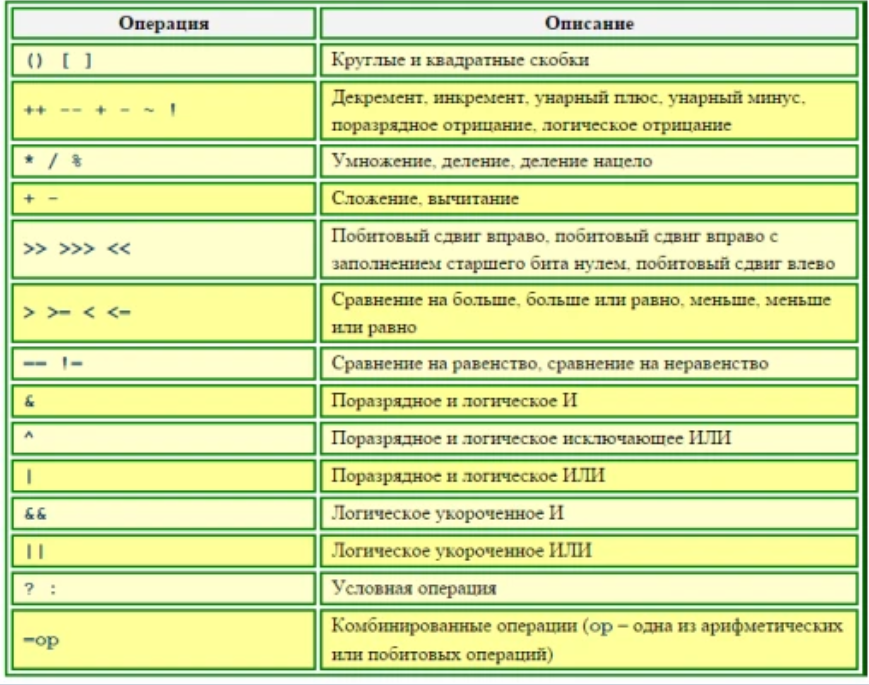 Операция Описание
() [ ] Круглые и квадратные скобки
++ -- + - ~ ! Декремент, инкремент, унарный плюс, унарный минус,
поразрядное отрицание, логическое отрицание
* / % Умножение, деление, деление нацело
+ - Сложение, вычитание
>> >>> << Побитовый сдвиг вправо, побитовый сдвиг вправо с
заполнением старшего бита нулем, побитовый сдвиг влево
> >= < <= Сравнение на больше, больше или равно, меньше, меньше
или равно
== != Сравнение на равенство, сравнение на неравенство
& Поразрядное и логическое И
^ Поразрядное и логическое исключающее ИЛИ
| Поразрядное и логическое ИЛИ
&& Логическое укороченное И
|| Логическое укороченное ИЛИ
? : Условная операция
=op Комбинированные операции (op – одна из арифметических
или побитовых операций)